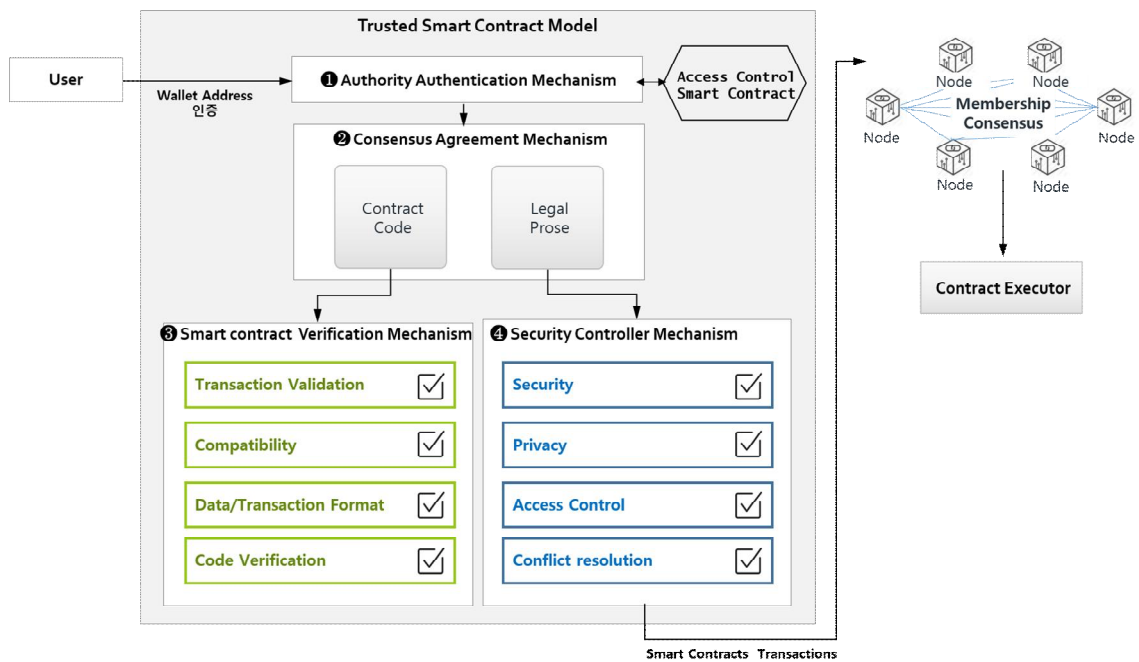 Trusted Smart Contract Model
User
Wallet Address
인증
❶ Authority Authentication Mechanism
Access Control
Smart Contract
❷ Consensus Agreement Mechanism
Contract
Code
Legal
Prose
❸ Smart contract Verification Mechanism
Transaction Validation
Compatibility
Data/Transaction Format
Code Verification
❹ Security Controller Mechanism
Security
Privacy
Access Control
Conflict resolution
Smart Contracts Transactions
Node
Node
Node
Membership
Consensus
Node
Node
Node
Contract Executor